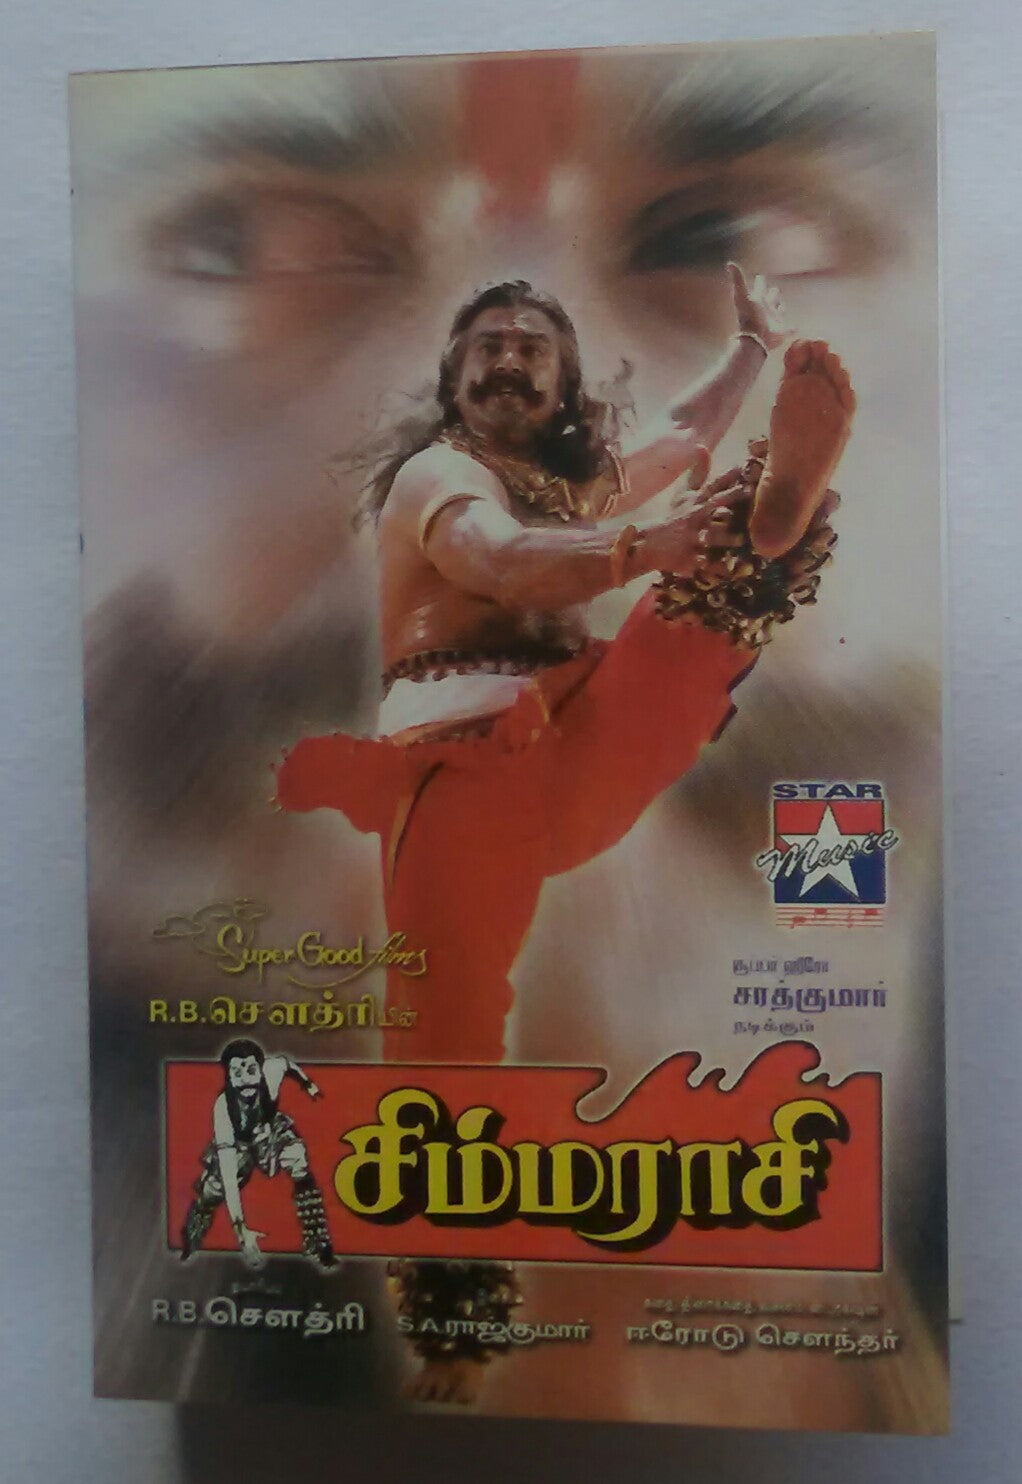 STAR
Music
Super Good films
R.B.சௌத்ரியின்
சூப்பர் ஹீரோ
சரத்குமார்
நடிக்கும்
சிம்மராசி
R.B.சௌத்ரி
S.A.ராஜ்குமார்
ஈரோடு சௌந்தர்